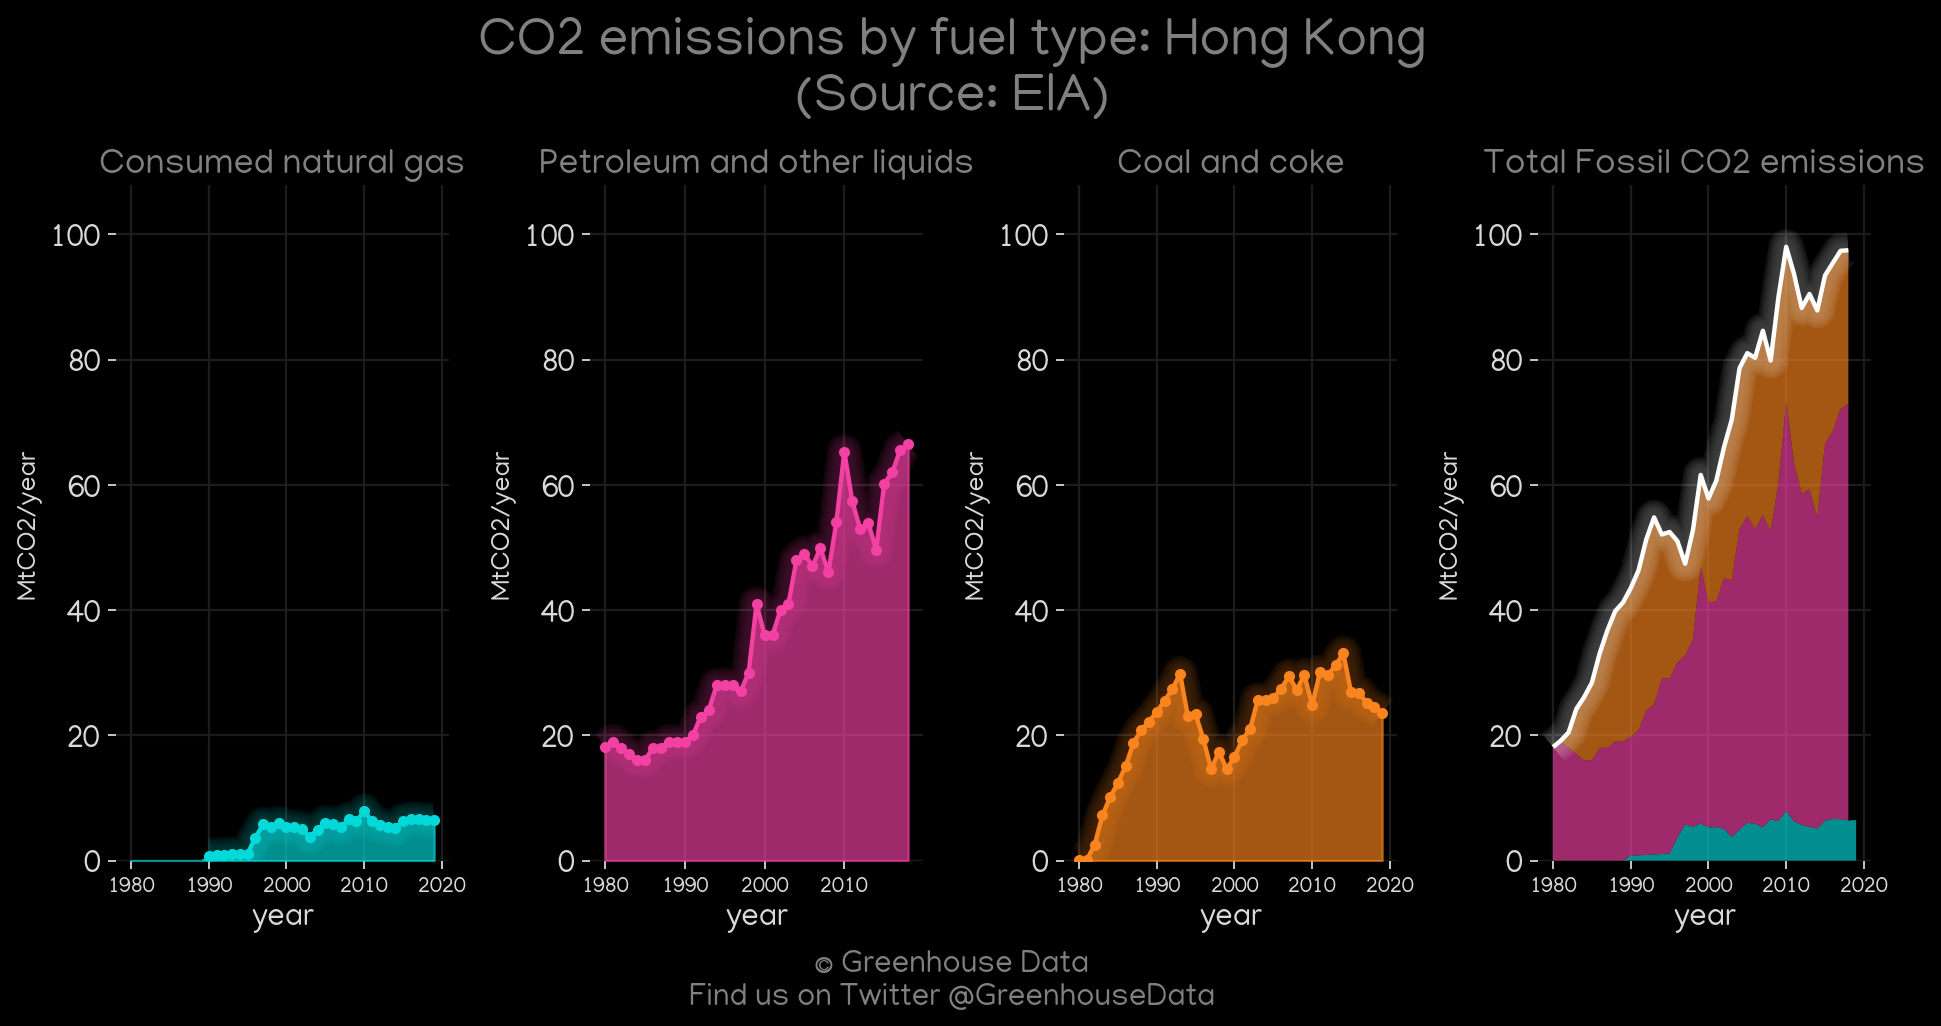 CO2 emissions by fuel type: Hong Kong
(Source: EIA)
Consumed natural gas
Petroleum and other liquids
Coal and coke
Total Fossil CO2 emissions
MtCO2/year
100
80
60
40
20
0
1980 1990 2000 2010 2020
year
MtCO2/year
100
80
60
40
20
0
1980 1990 2000 2010
year
MtCO2/year
100
80
60
40
20
0
1980 1990 2000 2010 2020
year
MtCO2/year
100
80
60
40
20
0
1980 1990 2000 2010 2020
year
© Greenhouse Data
Find us on Twitter @GreenhouseData